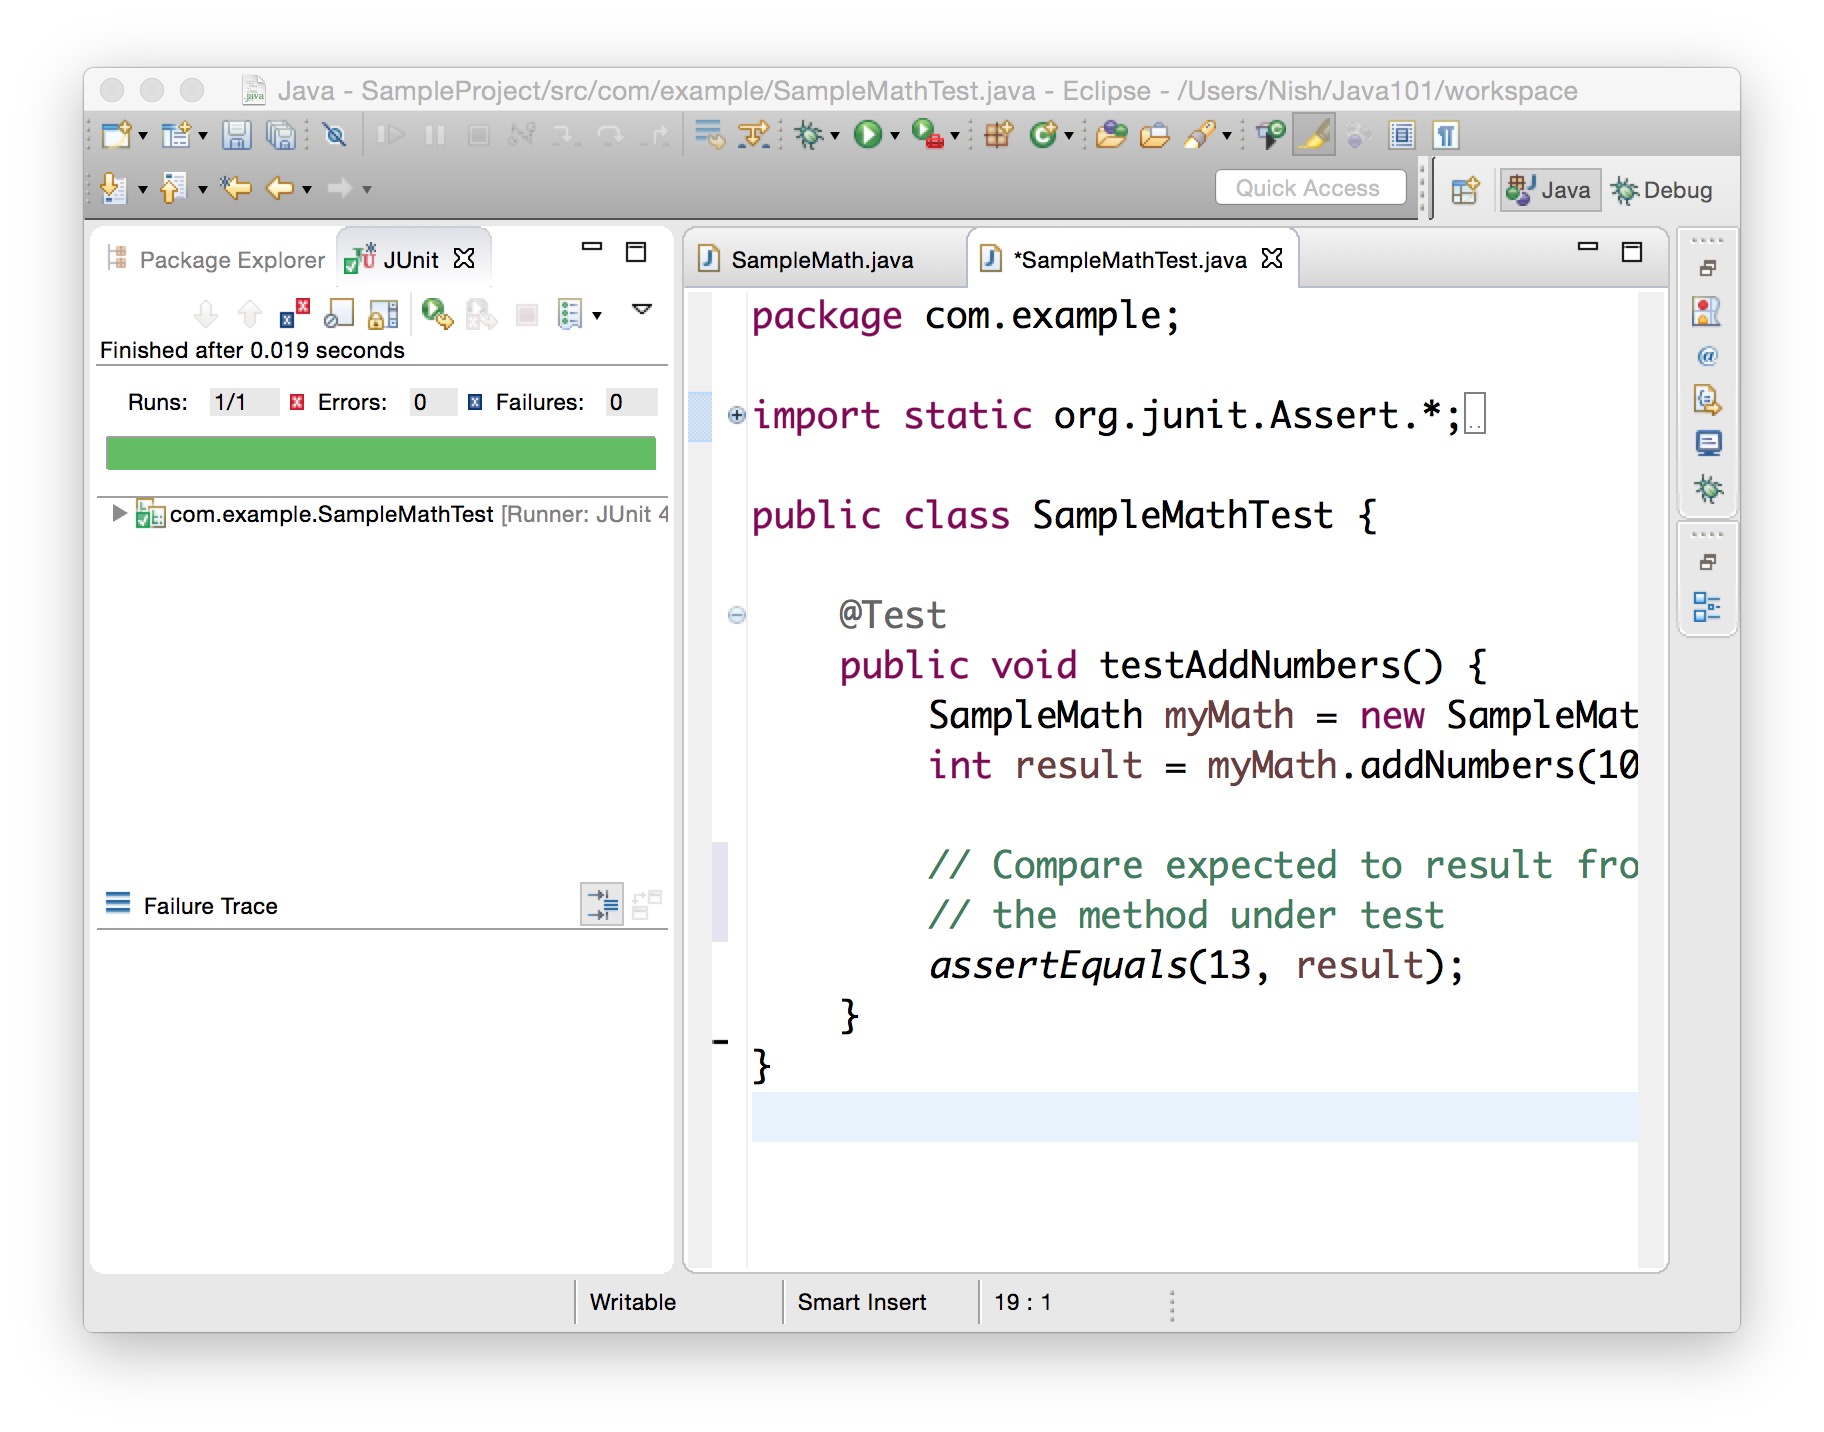 Java - SampleProject/src/com/example/SampleMathTest.java - Eclipse - /Users/Nish/Java101/workspace
Quick Access
Java
Debug
Package Explorer
JUnit
Finished after 0.019 seconds
Runs: 1/1 Errors: 0 Failures: 0
com.example.SampleMathTest [Runner: JUnit 4
Failure Trace
SampleMath.java
*SampleMathTest.java
package com.example;
import static org.junit.Assert.*;
public class SampleMathTest {
@Test
public void testAddNumbers() {
SampleMath myMath = new SampleMat
int result = myMath.addNumbers(10
// Compare expected to result fro
// the method under test
assertEquals(13, result);
}
}
Writable
Smart Insert
19 : 1